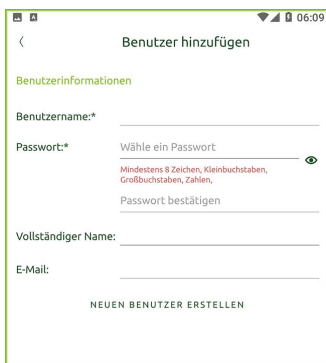 06:09
Benutzer hinzufügen
Benutzerinformationen
Benutzername:*
Passwort:*
Wähle ein Passwort
Mindestens 8 Zeichen, Kleinbuchstaben,
Großbuchstaben, Zahlen,
Passwort bestätigen
Vollständiger Name:
E-Mail:
NEUEN BENUTZER ERSTELLEN